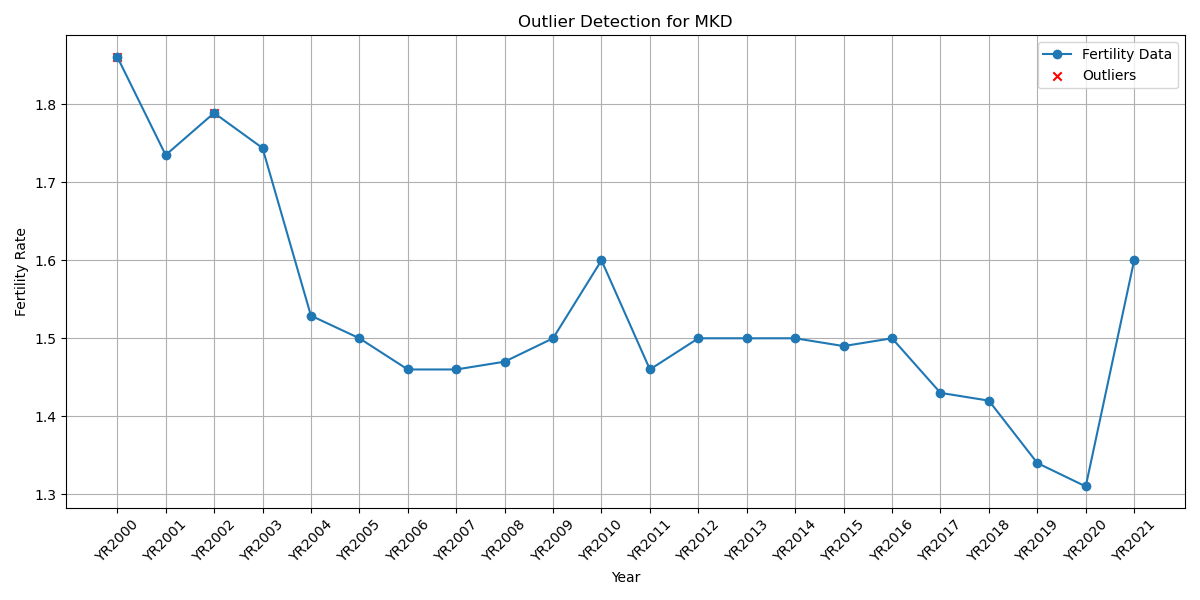 Outlier Detection for MKD
Fertility Data
Outliers
Fertility Rate
1.8
1.7
1.6
1.5
1.4
1.3
YR2000
YR2001
YR2002
YR2003
YR2004
YR2005
YR2006
YR2007
YR2008
YR2009
YR2010
YR2011
YR2012
YR2013
YR2014
YR2015
YR2016
YR2017
YR2018
YR2019
YR2020
YR2021
Year